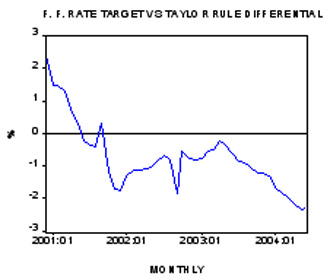 F. F. RATE TARGET VS TAYLOR RULE DIFFERENTIAL
3
2
1
0
%
-1
-2
-3
2001:01 2002:01 2003:01 2004:01
MONTHLY